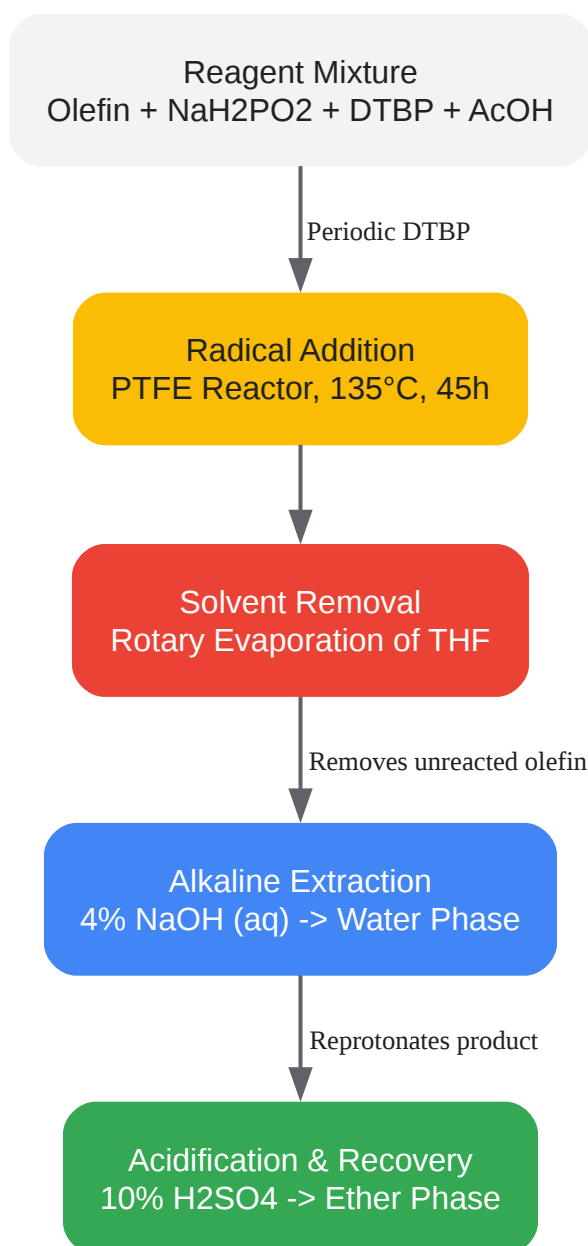 Reagent Mixture
Olefin + NaH2PO2 + DTBP + AcOH
Periodic DTBP
Radical Addition
PTFE Reactor, 135°C, 45h
Solvent Removal
Rotary Evaporation of THF
Removes unreacted olefin
Alkaline Extraction
4% NaOH (aq) -> Water Phase
Reprotonates product
Acidification & Recovery
10% H2SO4 -> Ether Phase